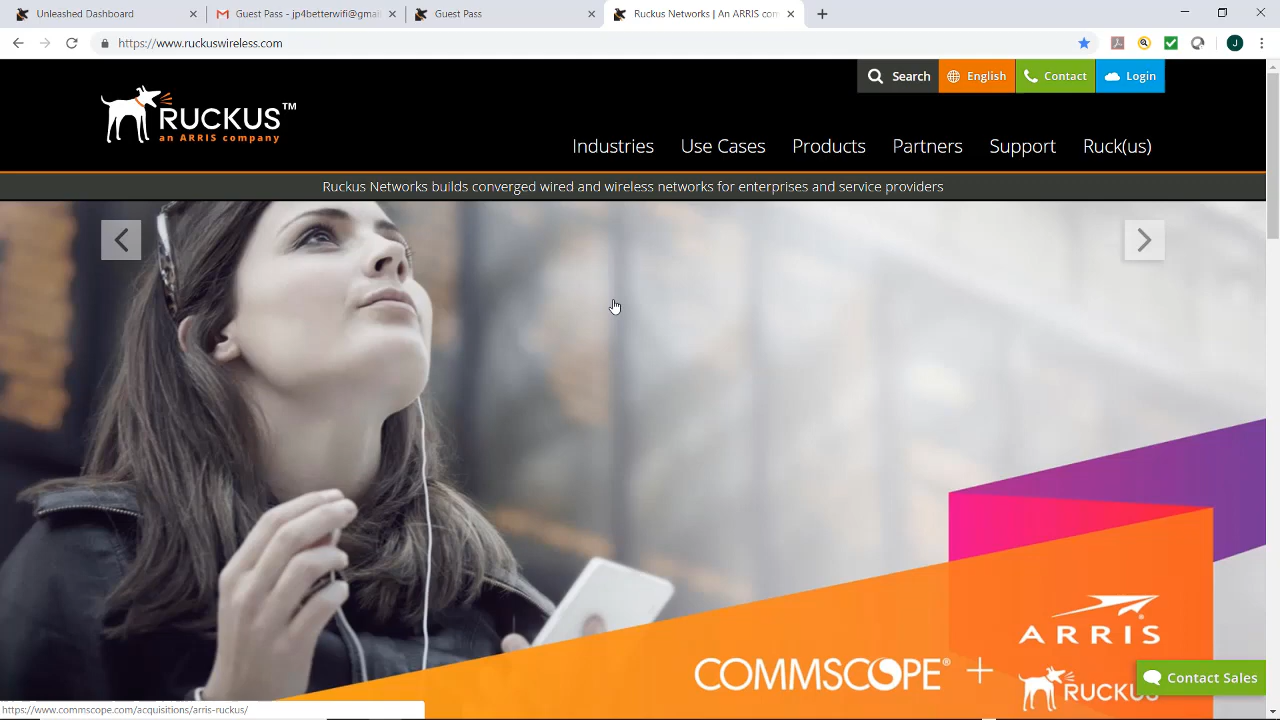 Unleashed Dashboard
Guest Pass - jp4betterwifi@gmail
Guest Pass
Ruckus Networks | An ARRIS com
https://www.ruckuswireless.com
J
Search
English
Contact
Login
RUCKUS™
an ARRIS company
Industries
Use Cases
Products
Partners
Support
Ruck(us)
Ruckus Networks builds converged wired and wireless networks for enterprises and service providers
ARRIS
COMMSCOPE® +
RUCKUS
Contact Sales
https://www.commscope.com/acquisitions/arris-ruckus/